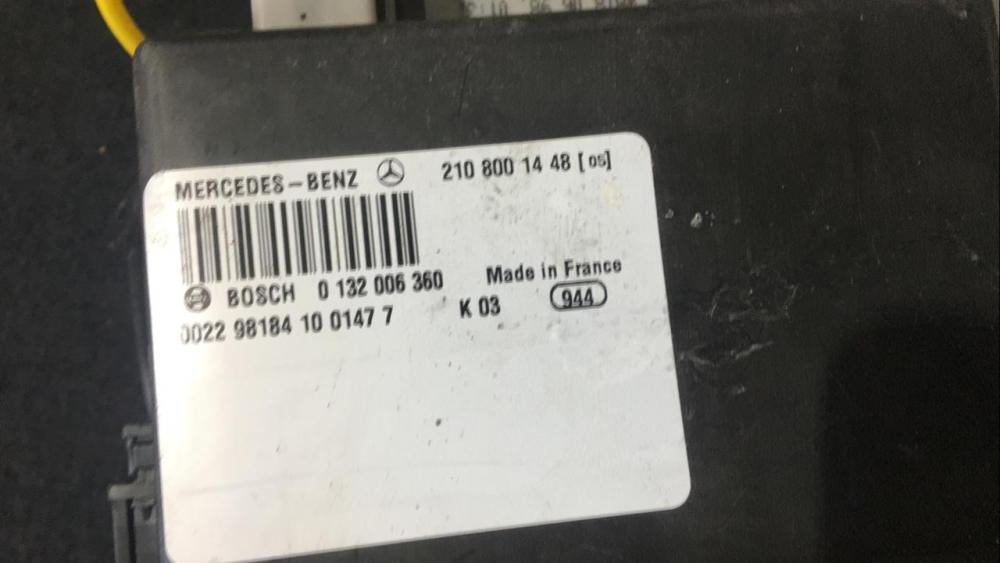 MERCEDES-BENZ 210 800 14 48 [05]
BOSCH 0 132 006 360 Made in France
0022 98184 10 0147 7 K 03 944